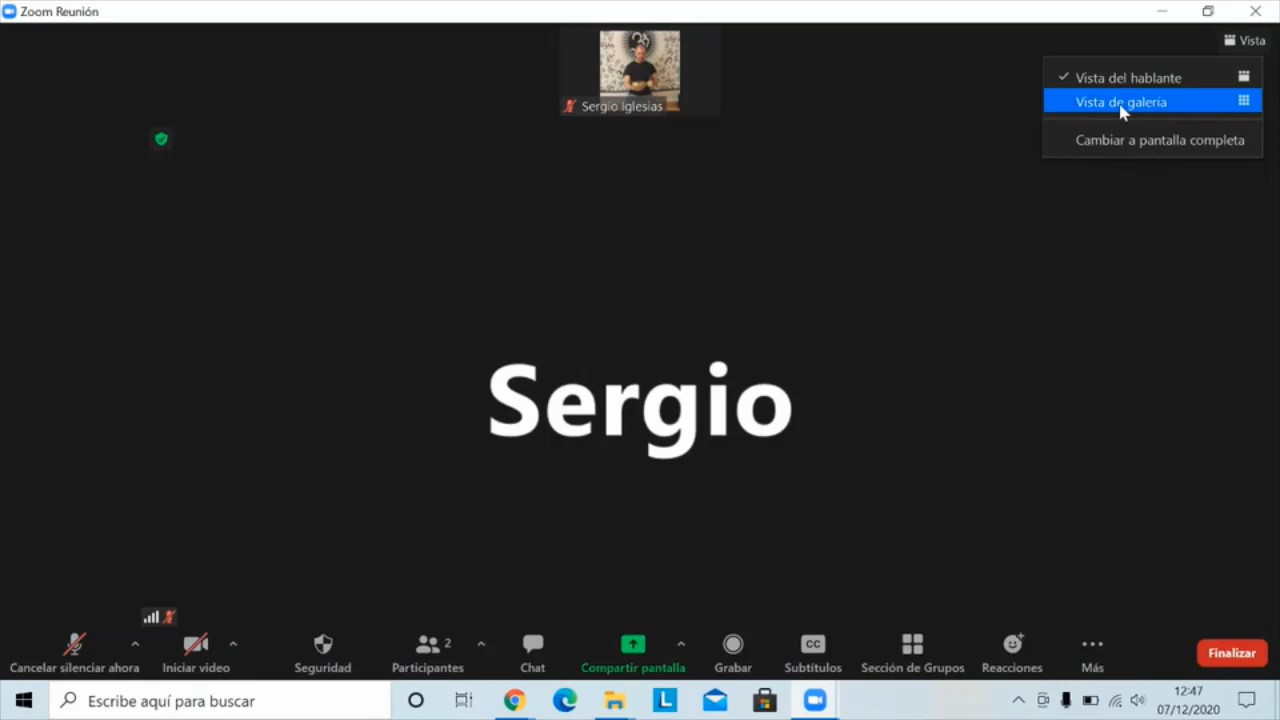 Zoom Reunión
Vista
Sergio Iglesias
Vista del hablante
Vista de galería
Cambiar a pantalla completa
Sergio
Cancelar silenciar ahora
Iniciar video
Seguridad
2
Participantes
Chat
Compartir pantalla
Grabar
CC
Subtítulos
Sección de Grupos
Reacciones
Más
Finalizar
Escribe aquí para buscar
L
12:47
07/12/2020